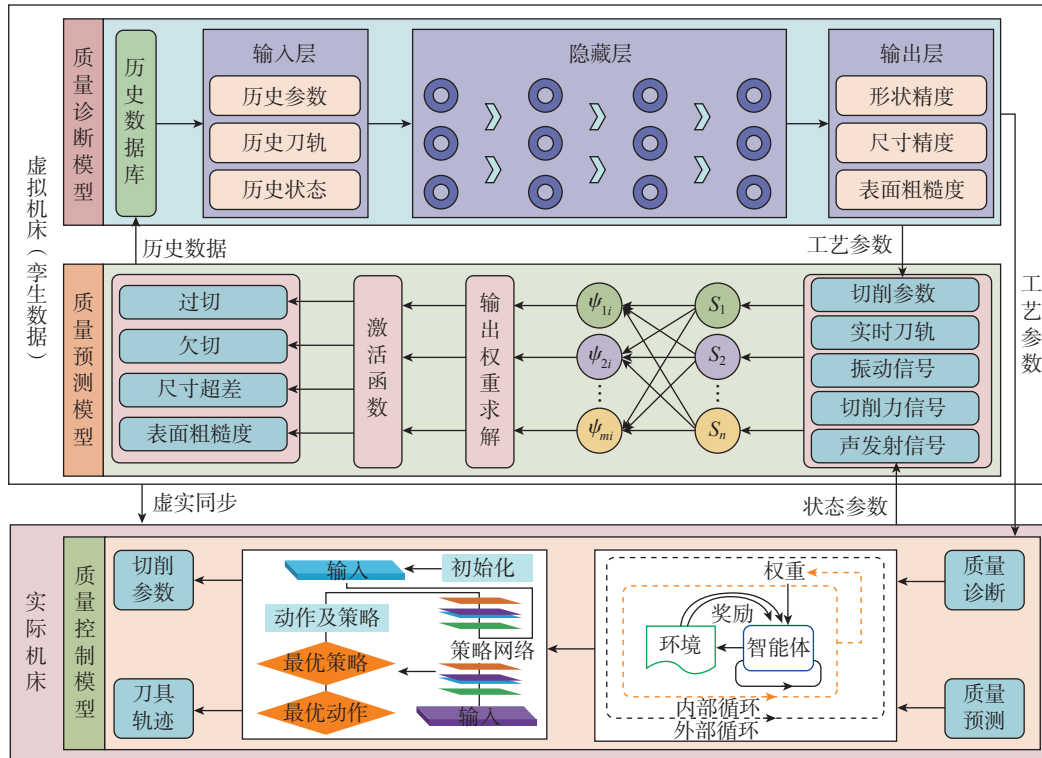 虚拟机床（孪生数据）
质量诊断模型
历史数据库
输入层
历史参数
历史刀轨
历史状态
隐藏层
输出层
形状精度
尺寸精度
表面粗糙度
历史数据
工艺参数
工艺参数
质量预测模型
过切
欠切
尺寸超差
表面粗糙度
激活函数
输出权重求解
ψ1i
ψ2i
⋮
ψmi
S1
S2
⋮
Sn
切削参数
实时刀轨
振动信号
切削力信号
声发射信号
虚实同步
状态参数
实际机床
质量控制模型
切削参数
刀具轨迹
输入
初始化
动作及策略
策略网络
最优策略
最优动作
输入
权重
奖励
环境
智能体
内部循环
外部循环
质量诊断
质量预测